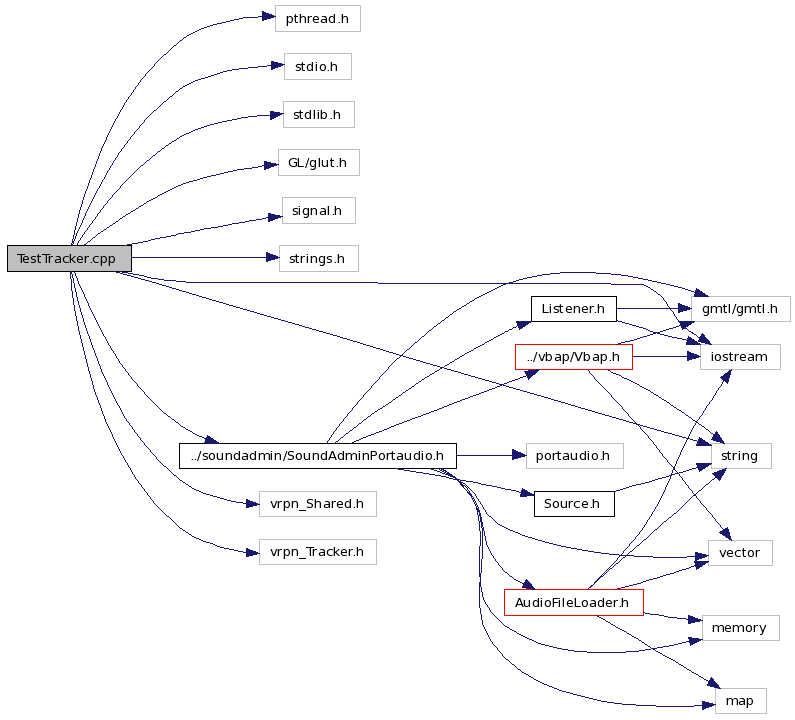 pthread.h
stdio.h
stdlib.h
GL/glut.h
signal.h
TestTracker.cpp
strings.h
Listener.h
gmtl/gmtl.h
../vbap/Vbap.h
iostream
../soundadmin/SoundAdminPortaudio.h
portaudio.h
string
vrpn_Shared.h
Source.h
vrpn_Tracker.h
vector
AudioFileLoader.h
memory
map